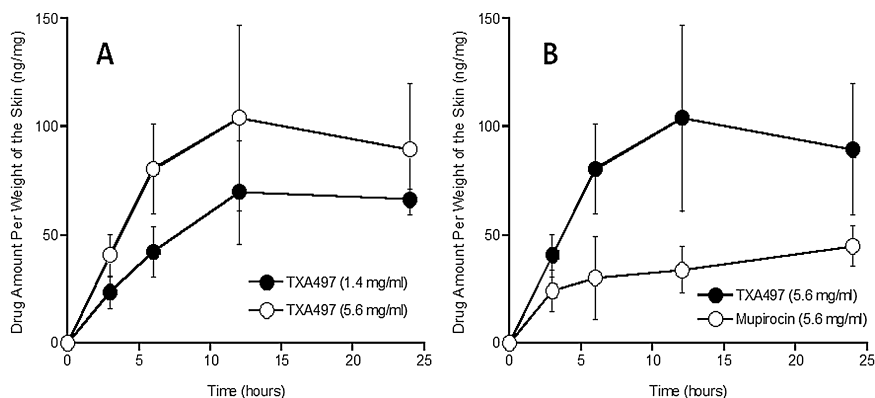 A
Drug Amount Per Weight of the Skin (ng/mg)
150
100
50
0
0 5 10 15 20 25
Time (hours)
TXA497 (1.4 mg/ml)
TXA497 (5.6 mg/ml)
B
Drug Amount Per Weight of the Skin (ng/mg)
150
100
50
0
0 5 10 15 20 25
Time (hours)
TXA497 (5.6 mg/ml)
Mupirocin (5.6 mg/ml)